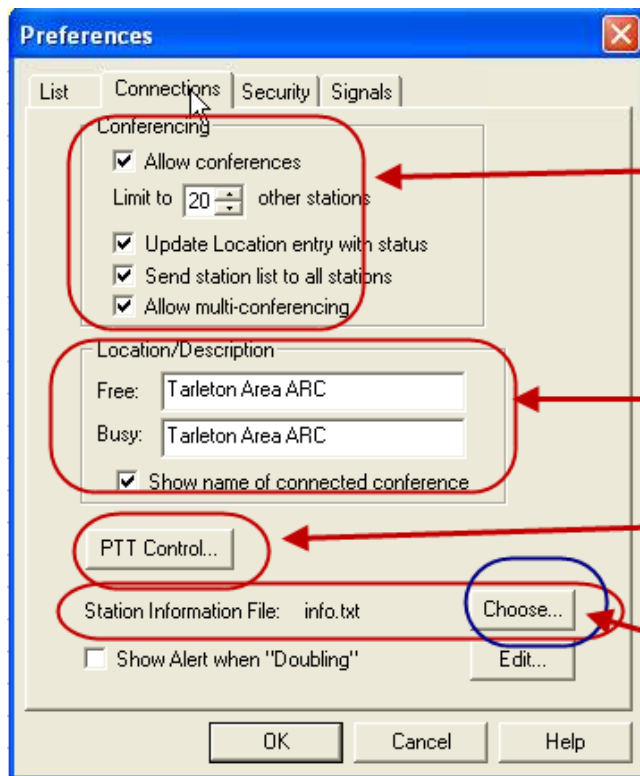 Preferences
List Connections Security Signals
Conferencing
Allow conferences
Limit to 20 other stations
Update Location entry with status
Send station list to all stations
Allow multi-conferencing
Location/Description
Free: Tarleton Area ARC
Busy: Tarleton Area ARC
Show name of connected conference
PTT Control...
Station Information File: info.txt Choose...
Show Alert when "Doubling" Edit...
OK Cancel Help